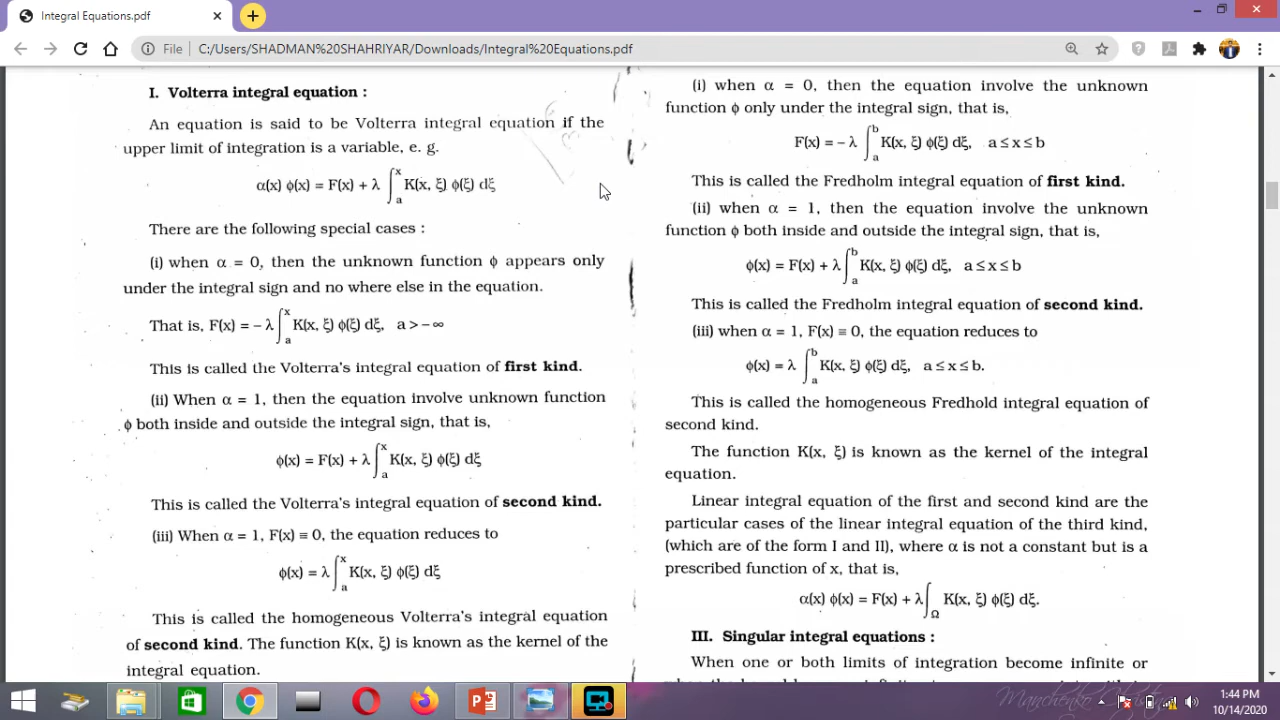 Integral Equations.pdf
File
C:/Users/SHADMAN%20SHAHRIYAR/Downloads/Integral%20Equations.pdf
I. Volterra integral equation :
An equation is said to be Volterra integral equation if the
upper limit of integration is a variable, e. g.
α(x) ϕ(x) = F(x) + λ ∫_a^x K(x, ξ) ϕ(ξ) dξ
There are the following special cases :
(i) when α = 0, then the unknown function ϕ appears only
under the integral sign and no where else in the equation.
That is, F(x) = – λ ∫_a^x K(x, ξ) ϕ(ξ) dξ, a > – ∞
This is called the Volterra's integral equation of first kind.
(ii) When α = 1, then the equation involve unknown function
ϕ both inside and outside the integral sign, that is,
ϕ(x) = F(x) + λ ∫_a^x K(x, ξ) ϕ(ξ) dξ
This is called the Volterra's integral equation of second kind.
(iii) When α = 1, F(x) ≡ 0, the equation reduces to
ϕ(x) = λ ∫_a^x K(x, ξ) ϕ(ξ) dξ
This is called the homogeneous Volterra's integral equation
of second kind. The function K(x, ξ) is known as the kernel of the
integral equation.
(i) when α = 0, then the equation involve the unknown
function ϕ only under the integral sign, that is,
F(x) = – λ ∫_a^b K(x, ξ) ϕ(ξ) dξ, a ≤ x ≤ b
This is called the Fredholm integral equation of first kind.
(ii) when α = 1, then the equation involve the unknown
function ϕ both inside and outside the integral sign, that is,
ϕ(x) = F(x) + λ ∫_a^b K(x, ξ) ϕ(ξ) dξ, a ≤ x ≤ b
This is called the Fredholm integral equation of second kind.
(iii) when α = 1, F(x) ≡ 0, the equation reduces to
ϕ(x) = λ ∫_a^b K(x, ξ) ϕ(ξ) dξ, a ≤ x ≤ b.
This is called the homogeneous Fredhold integral equation of
second kind.
The function K(x, ξ) is known as the kernel of the integral
equation.
Linear integral equation of the first and second kind are the
particular cases of the linear integral equation of the third kind,
(which are of the form I and II), where α is not a constant but is a
prescribed function of x, that is,
α(x) ϕ(x) = F(x) + λ ∫_Ω K(x, ξ) ϕ(ξ) dξ.
III. Singular integral equations :
When one or both limits of integration become infinite or
Manchenko
1:44 PM
10/14/2020